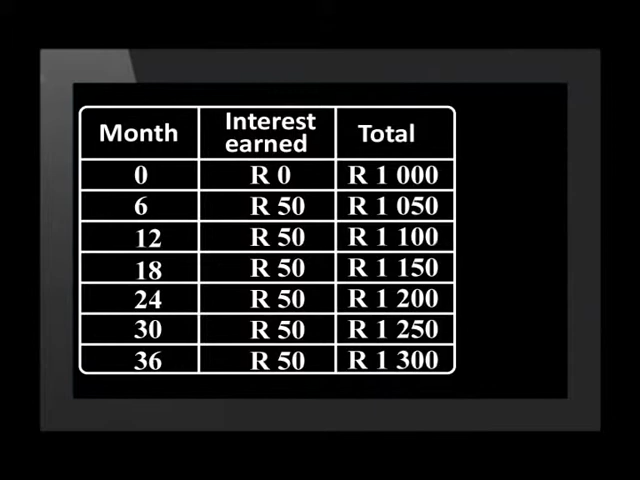 Month Interest earned Total
0 R 0 R 1 000
6 R 50 R 1 050
12 R 50 R 1 100
18 R 50 R 1 150
24 R 50 R 1 200
30 R 50 R 1 250
36 R 50 R 1 300